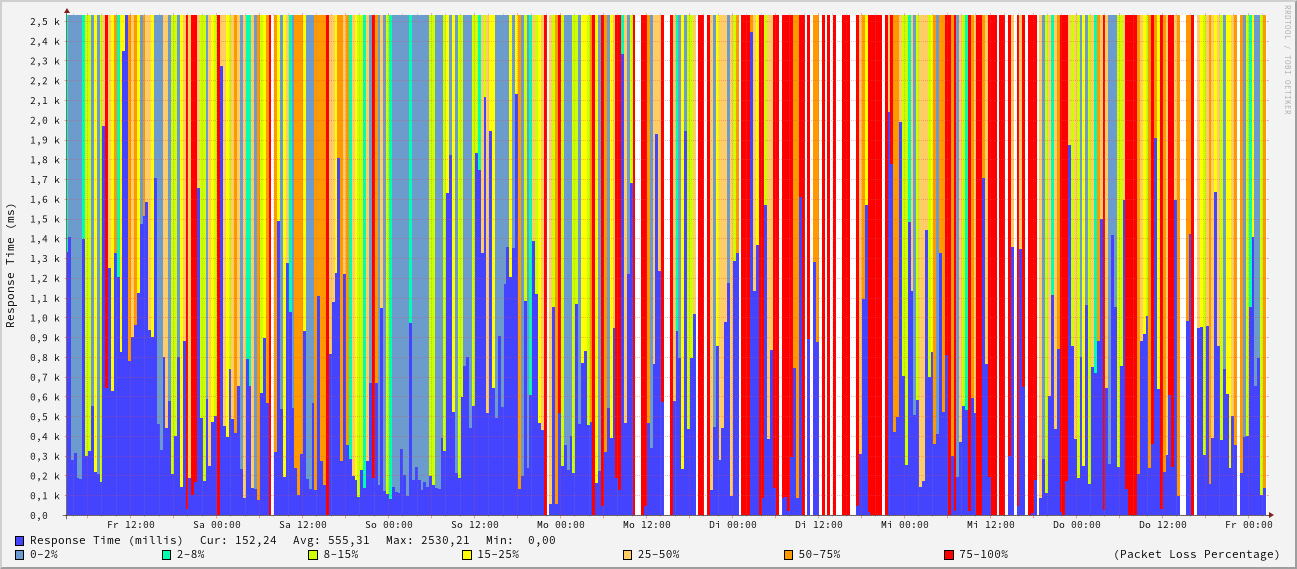 RRDTOOL / TOBI OETIKER
Response Time (ms)
2,5 k
2,4 k
2,3 k
2,2 k
2,1 k
2,0 k
1,9 k
1,8 k
1,7 k
1,6 k
1,5 k
1,4 k
1,3 k
1,2 k
1,1 k
1,0 k
0,9 k
0,8 k
0,7 k
0,6 k
0,5 k
0,4 k
0,3 k
0,2 k
0,1 k
0,0
Fr 12:00 Sa 00:00 Sa 12:00 So 00:00 So 12:00 Mo 00:00 Mo 12:00 Di 00:00 Di 12:00 Mi 00:00 Mi 12:00 Do 00:00 Do 12:00 Fr 00:00
Response Time (millis) Cur: 152,24 Avg: 555,31 Max: 2530,21 Min: 0,00
0-2% 2-8% 8-15% 15-25% 25-50% 50-75% 75-100% (Packet Loss Percentage)